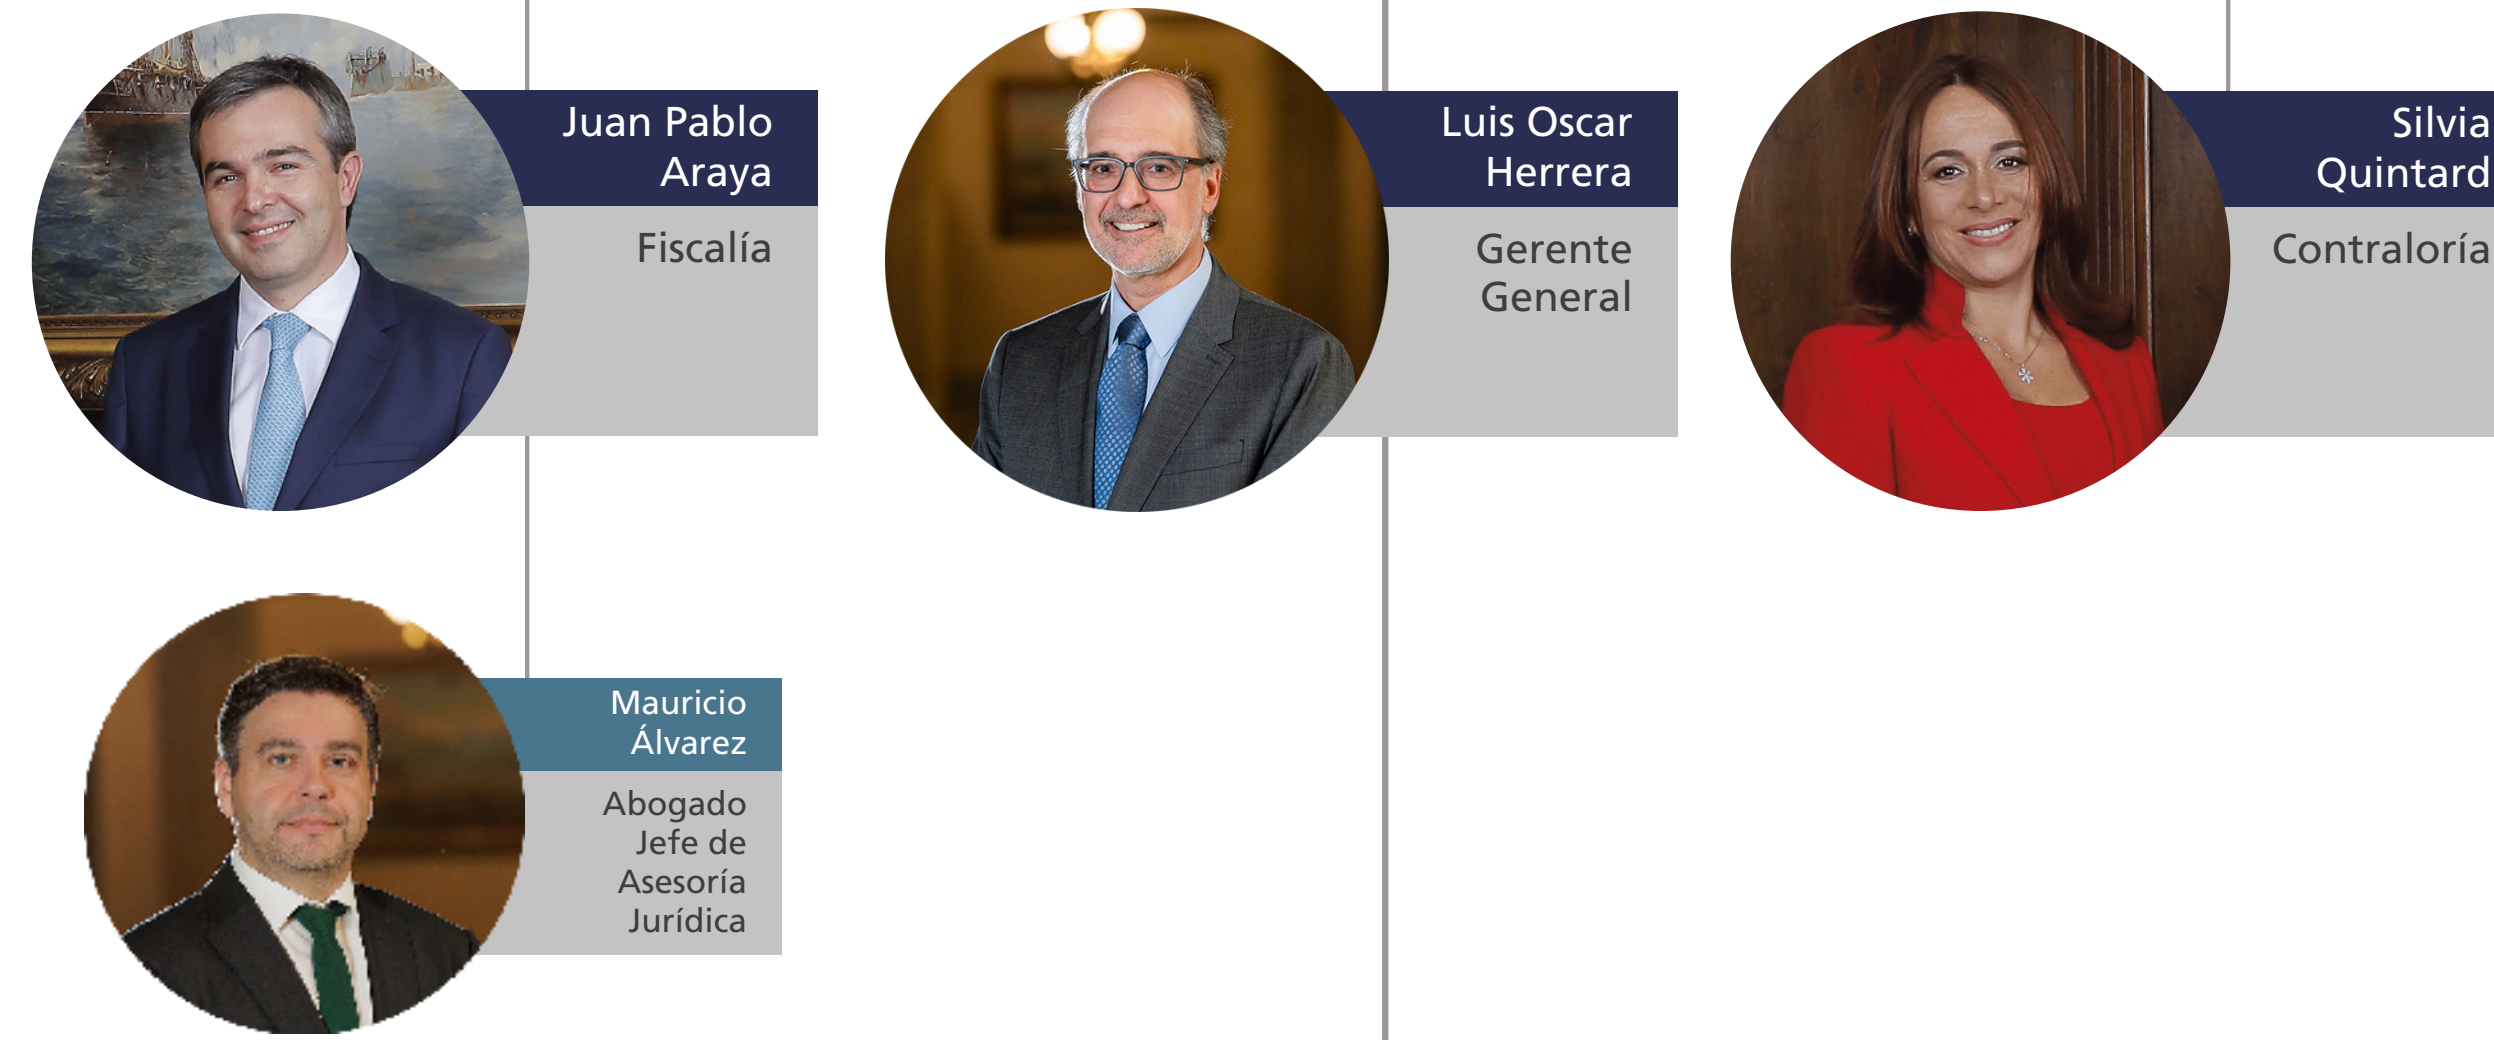 Juan Pablo
Araya
Fiscalía
Luis Oscar
Herrera
Gerente
General
Silvia
Quintard
Contraloría
Mauricio
Álvarez
Abogado
Jefe de
Asesoría
Jurídica